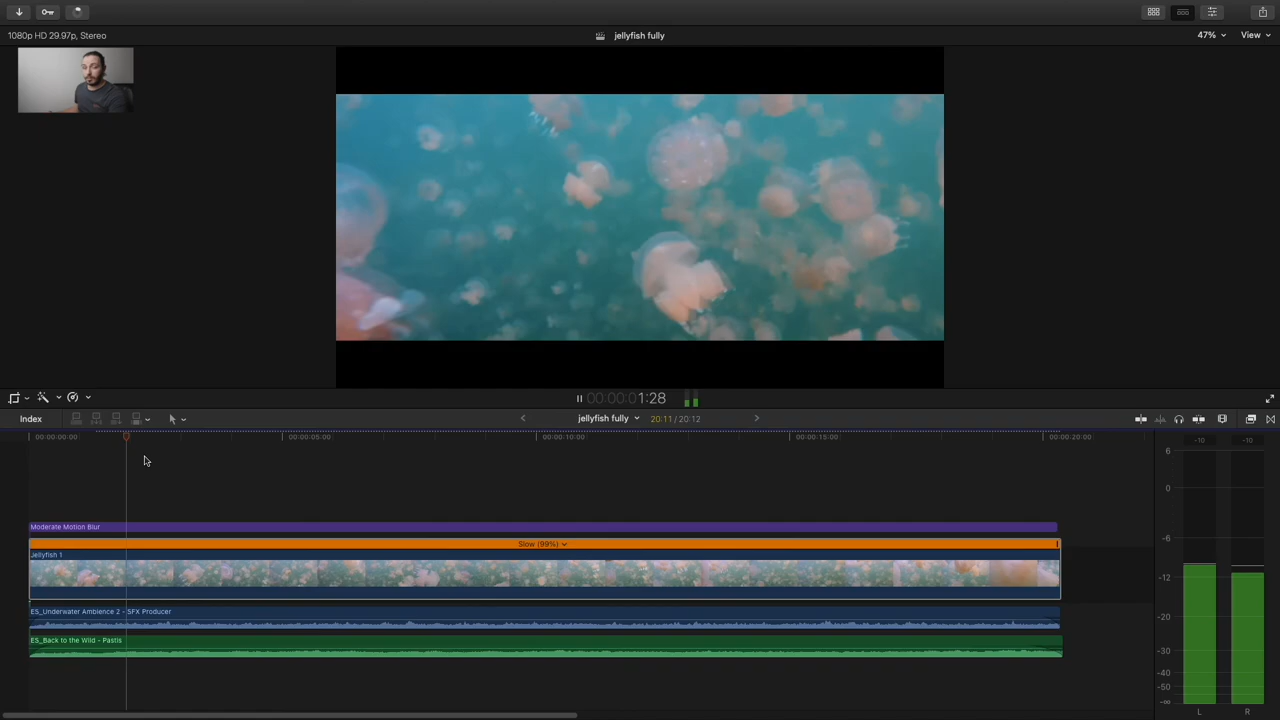 1080p HD 29.97p, Stereo
jellyfish fully
47%
View
00:00:00:01:28
Index
jellyfish fully
20:11 / 20:12
00:00:00:00
00:00:05:00
00:00:10:00
00:00:15:00
00:00:20:00
Moderate Motion Blur
Slow (99%)
Jellyfish 1
ES_Underwater Ambience 2 - SFX Producer
ES_Back to the Wild - Pastis
-10
-10
6
0
-6
-12
-20
-30
-40
-50
-∞
L
R